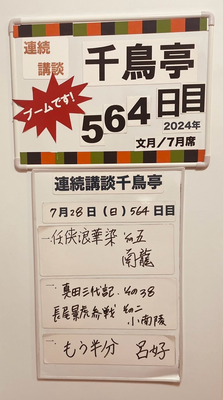 連続
講談
千鳥亭
ブームです!
564日目
2024年
文月/7月席
連続講談千鳥亭
7月28日(日)564日目
一. 任侠浪華染 その五
南龍
一. 真田三代記 その38
長尾景虎出戦 その二
小南陵
一. もう半分 呂好